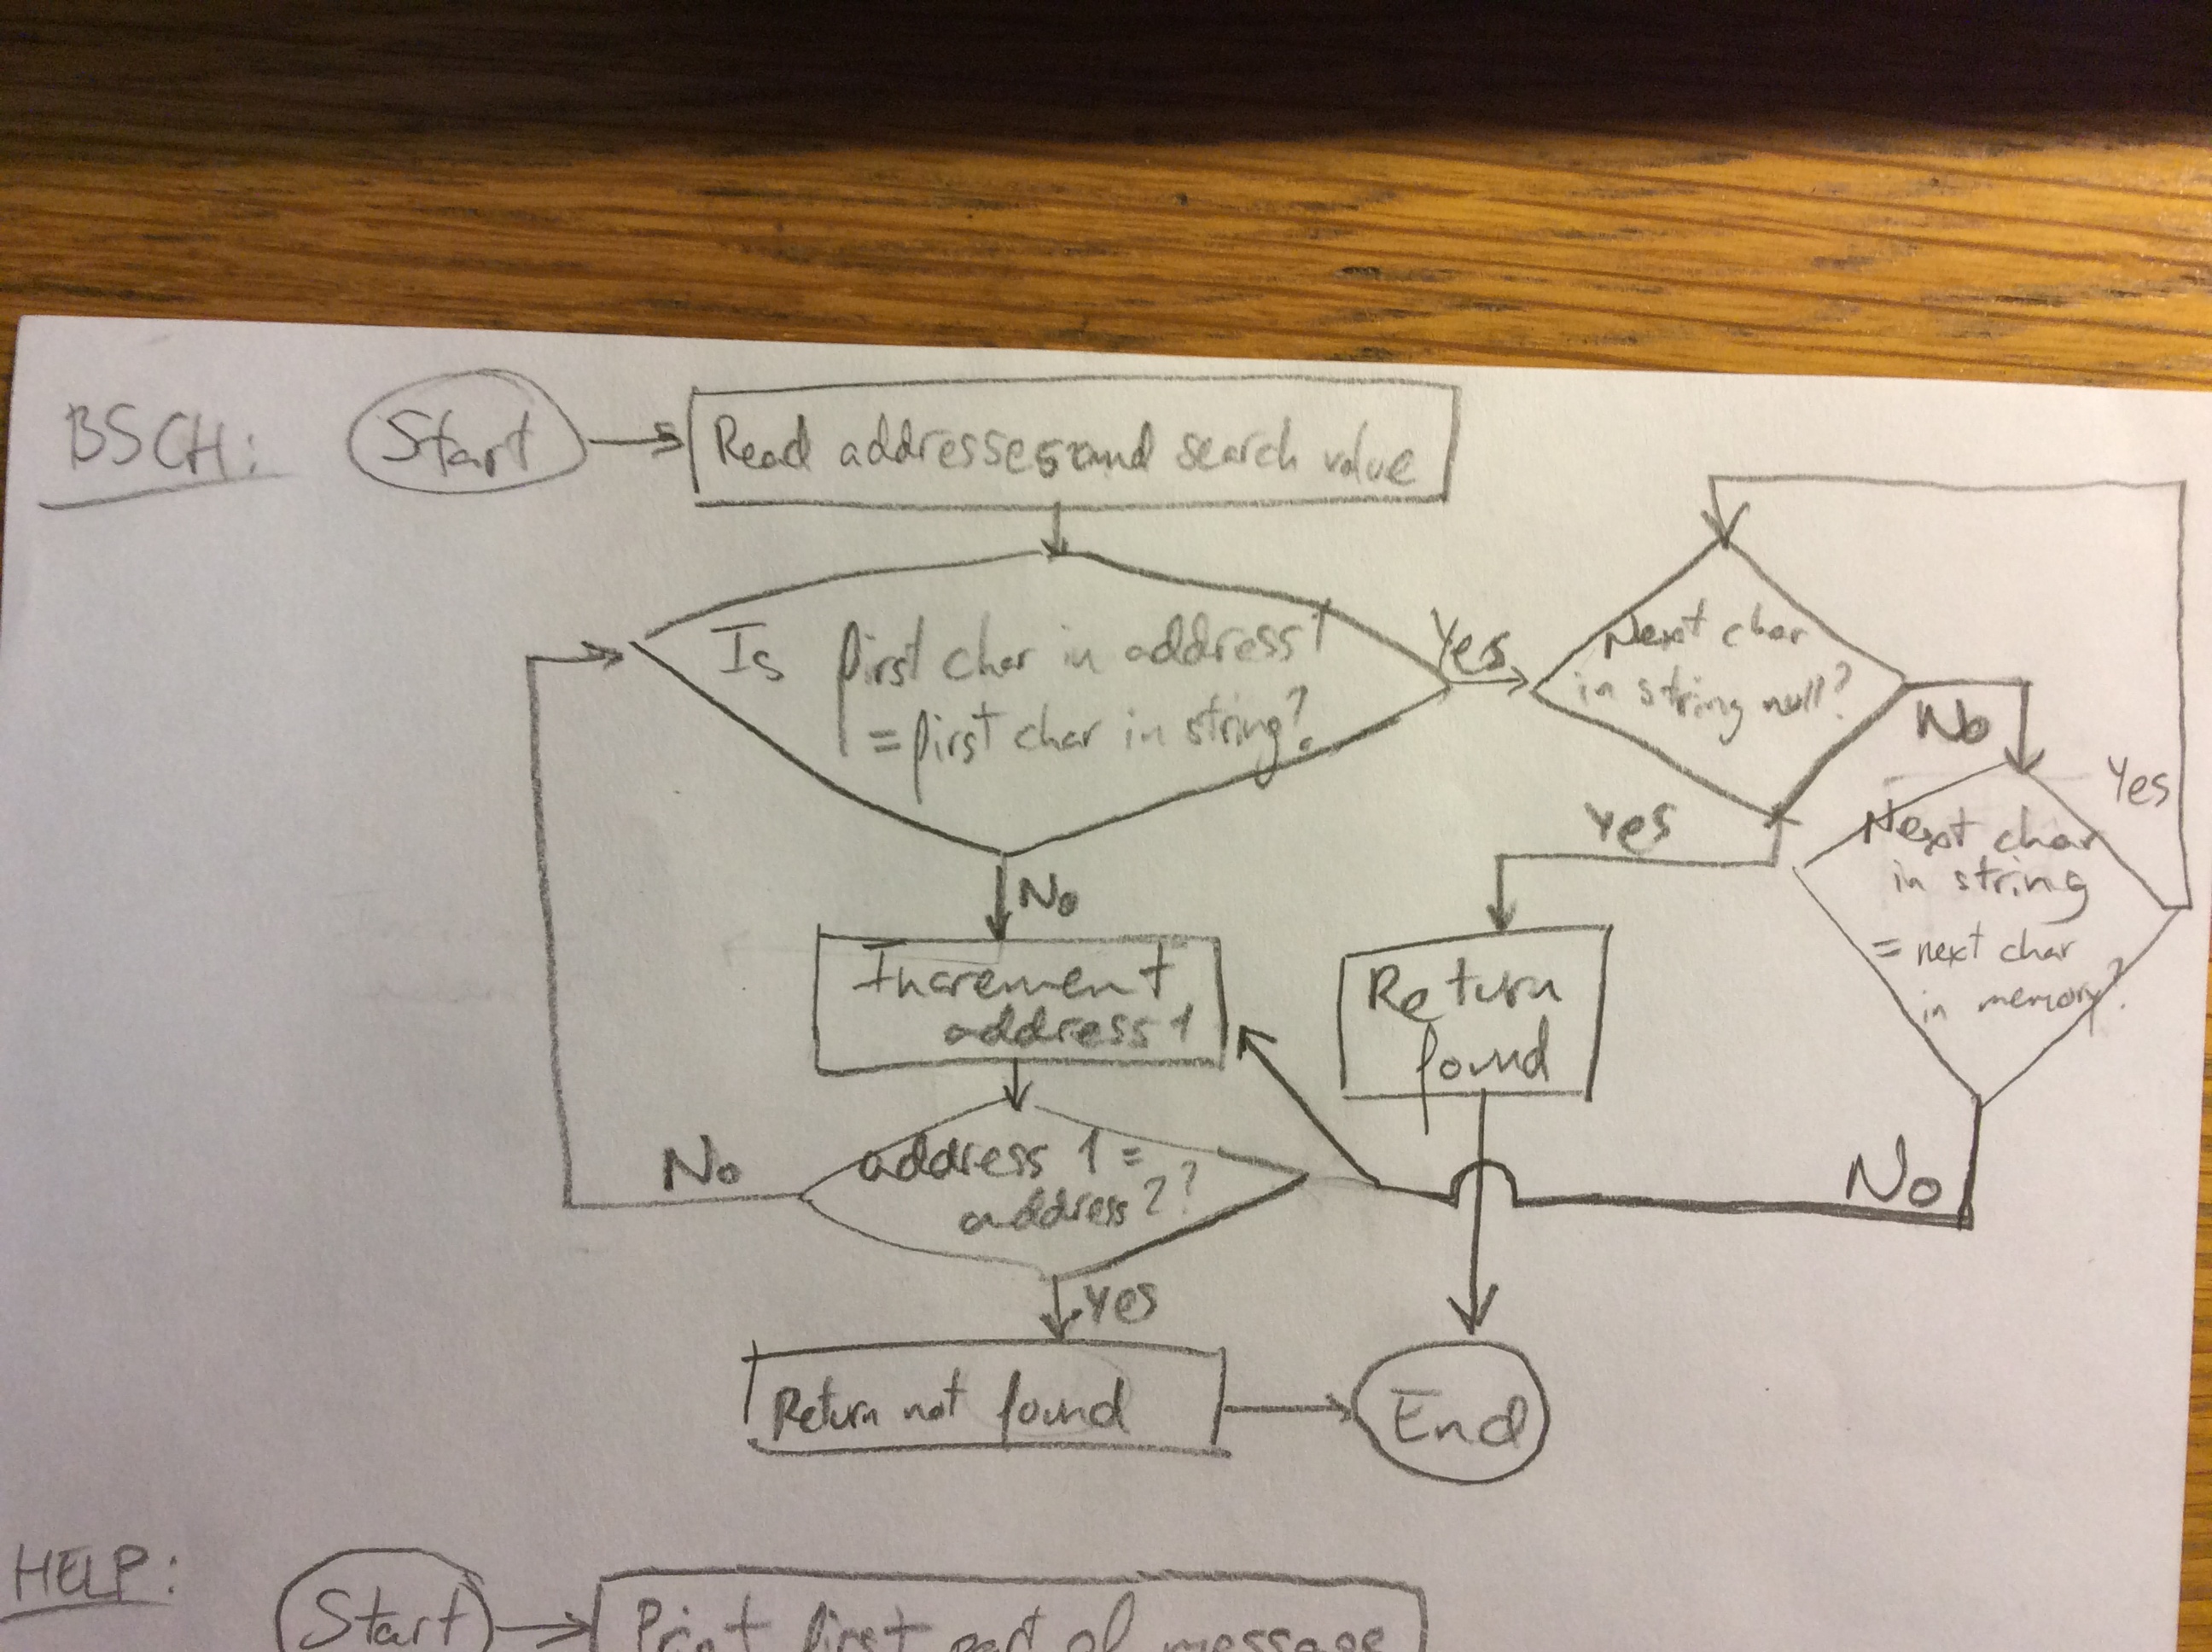 BSCH:
Start
Read addresses and search value
Is first char in address 1
= first char in string?
Yes
Next char
in string null?
No
Yes
Next char
in string
= next char
in memory?
Yes
No
No
Increment
address 1
Return
found
address 1 =
address 2?
No
Yes
Return not found
End
HELP:
Start
Print first part of message